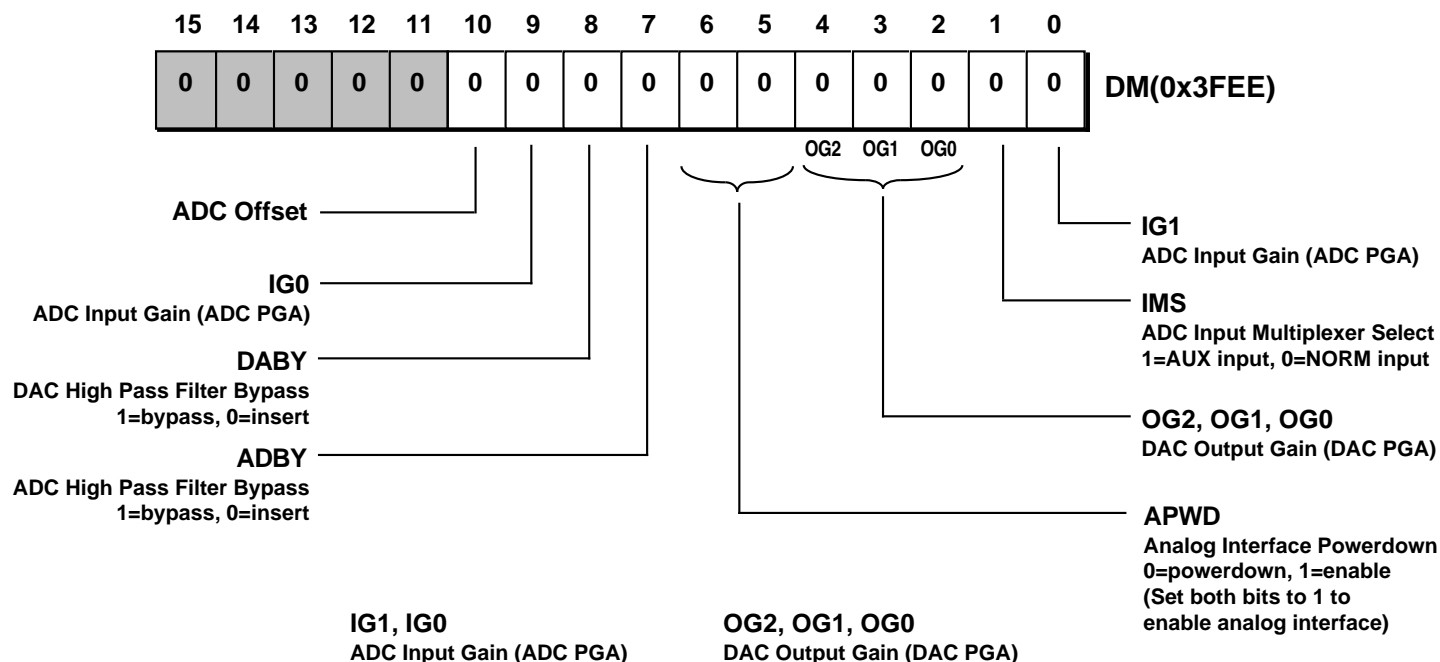 15 14 13 12 11 10 9 8 7 6 5 4 3 2 1 0
0 0 0 0 0 0 0 0 0 0 0 0 0 0 0 0
DM(0x3FEE)
OG2 OG1 OG0
ADC Offset
IG0
ADC Input Gain (ADC PGA)
DABY
DAC High Pass Filter Bypass
1=bypass, 0=insert
ADBY
ADC High Pass Filter Bypass
1=bypass, 0=insert
IG1
ADC Input Gain (ADC PGA)
IMS
ADC Input Multiplexer Select
1=AUX input, 0=NORM input
OG2, OG1, OG0
DAC Output Gain (DAC PGA)
APWD
Analog Interface Powerdown
0=powerdown, 1=enable
(Set both bits to 1 to
enable analog interface)
IG1, IG0
ADC Input Gain (ADC PGA)
OG2, OG1, OG0
DAC Output Gain (DAC PGA)